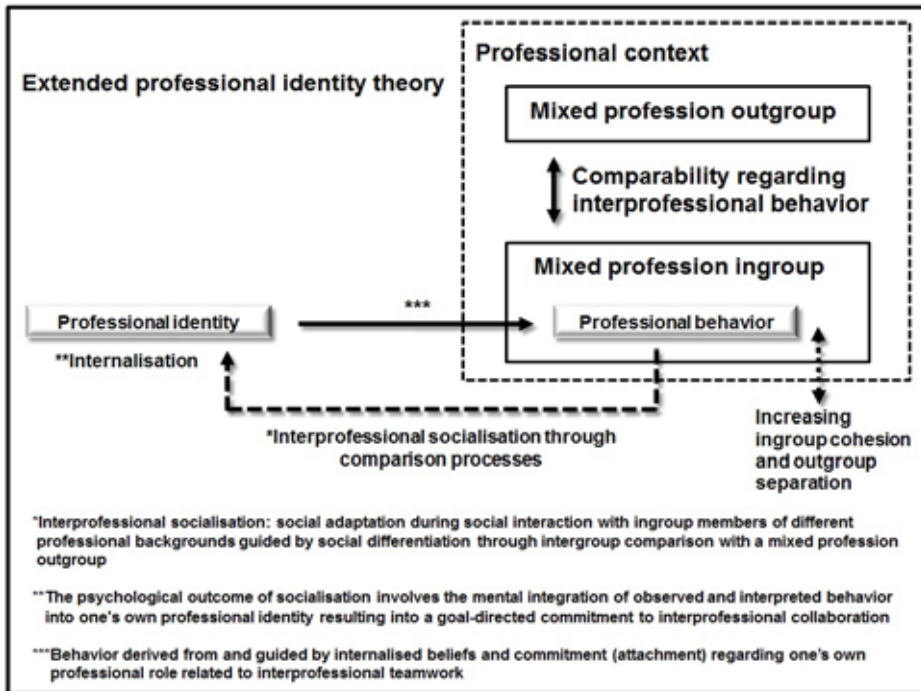 Extended professional identity theory
Professional context
Mixed profession outgroup
Comparability regarding
interprofessional behavior
Mixed profession ingroup
Professional identity
***
Professional behavior
**Internalisation
*Interprofessional socialisation through
comparison processes
Increasing
ingroup cohesion
and outgroup
separation
*Interprofessional socialisation: social adaptation during social interaction with ingroup members of different
professional backgrounds guided by social differentiation through intergroup comparison with a mixed profession
outgroup
**The psychological outcome of socialisation involves the mental integration of observed and interpreted behavior
into one's own professional identity resulting into a goal-directed commitment to interprofessional collaboration
***Behavior derived from and guided by internalised beliefs and commitment (attachment) regarding one's own
professional role related to interprofessional teamwork